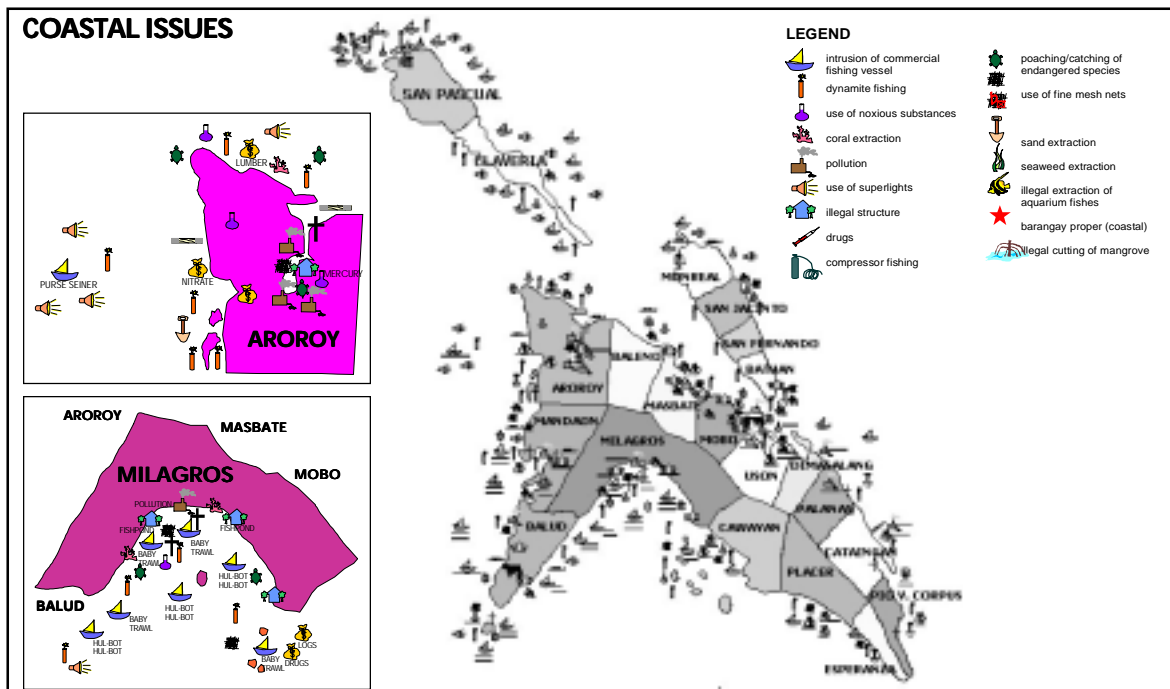 COASTAL ISSUES
LEGEND
intrusion of commercial
fishing vessel
dynamite fishing
use of noxious substances
coral extraction
pollution
use of superlights
illegal structure
drugs
compressor fishing
poaching/catching of
endangered species
use of fine mesh nets
sand extraction
seaweed extraction
illegal extraction of
aquarium fishes
barangay proper (coastal)
illegal cutting of mangrove
LUMBER
PURSE SEINER
NITRATE
MERCURY
AROROY
AROROY
MASBATE
MILAGROS
MOBO
POLLUTION
FISHPOND
FISHPOND
BABY
TRAWL
BABY
TRAWL
HUL-BOT
HUL-BOT
HUL-BOT
HUL-BOT
BALUD
BABY
TRAWL
HUL-BOT
HUL-BOT
LOGS
BABY
TRAWL
DRUGS
SAN PASCUAL
CLAVERIA
MONREAL
SAN JACINTO
SAN FERNANDO
BATUAN
BALENO
AROROY
MASBATE
MANDAON
MILAGROS
MOBO
USON
DIMASALANG
PALANAS
BALUD
CAWAYAN
CATAINGAN
PLACER
PIO V. CORPUS
ESPERANZA